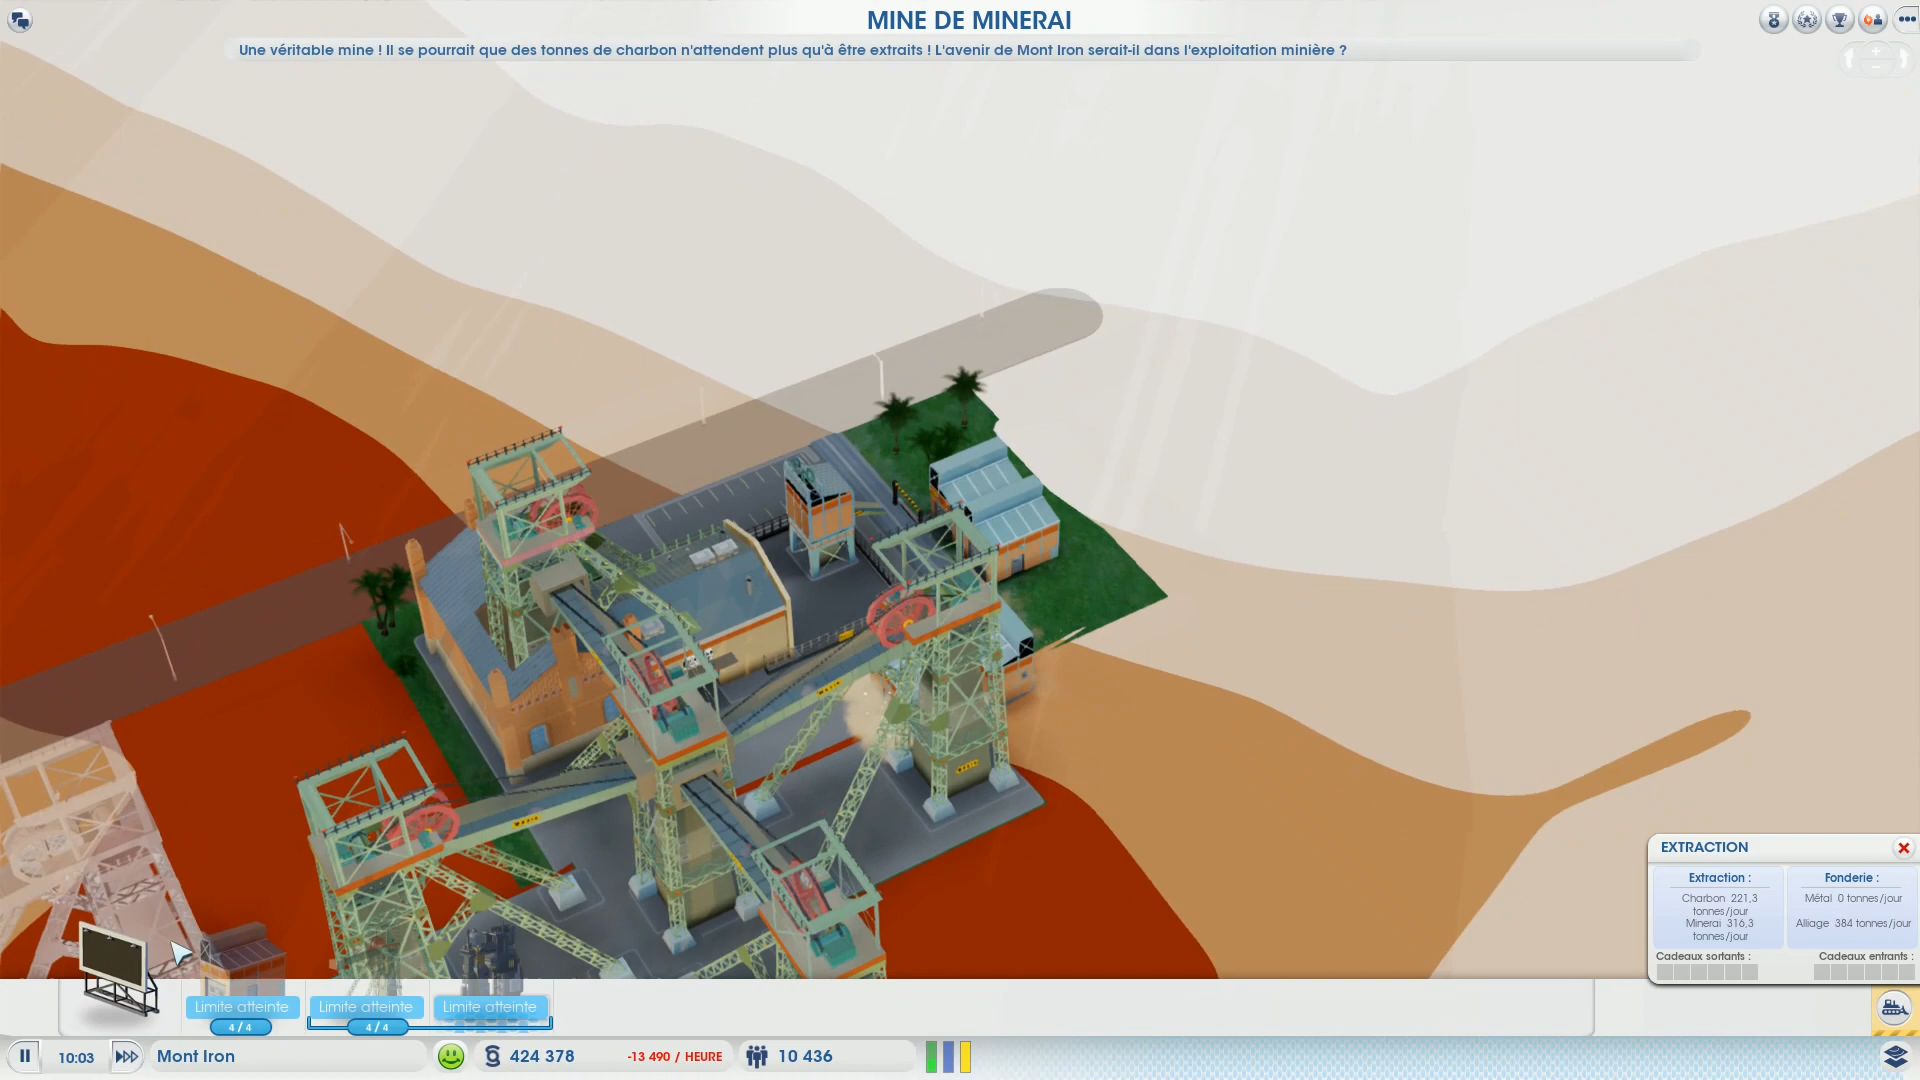 MINE DE MINERAI
Une véritable mine ! Il se pourrait que des tonnes de charbon n'attendent plus qu'à être extraits ! L'avenir de Mont Iron serait-il dans l'exploitation minière ?
EXTRACTION
Extraction :
Charbon 221,3
tonnes/jour
Minerai 316,3
tonnes/jour
Fonderie :
Métal 0 tonnes/jour
Alliage 384 tonnes/jour
Cadeaux sortants :
Cadeaux entrants :
Limite atteinte
4 / 4
Limite atteinte
4 / 4
Limite atteinte
10:03
Mont Iron
424 378
-13 490 / HEURE
10 436